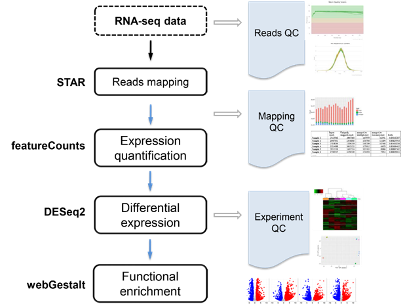 RNA-seq data
Reads QC
STAR
Reads mapping
Mapping
QC
featureCounts
Expression
quantification
DESeq2
Differential
expression
Experiment
QC
webGestalt
Functional
enrichment